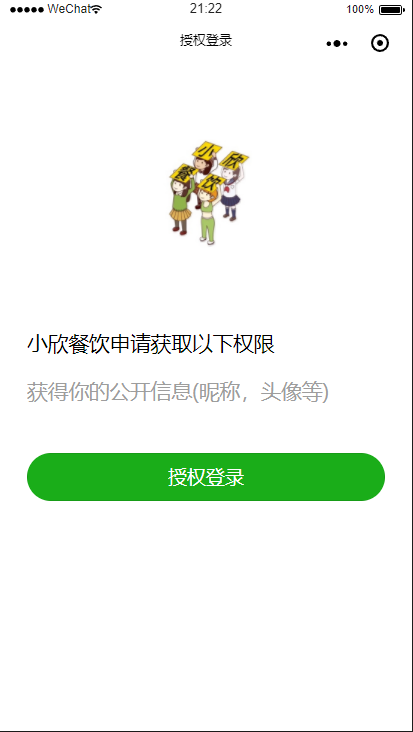 WeChat 21:22 100%
授权登录
小欣
餐饮
小欣餐饮申请获取以下权限
获得你的公开信息(昵称，头像等)
授权登录